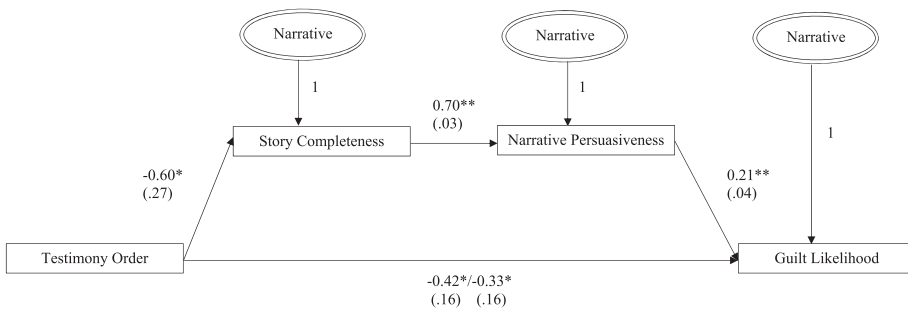 Narrative
Narrative
Narrative
1
1
1
0.70**
(.03)
Story Completeness
Narrative Persuasiveness
-0.60*
(.27)
0.21**
(.04)
Testimony Order
Guilt Likelihood
-0.42*/-0.33*
(.16) (.16)